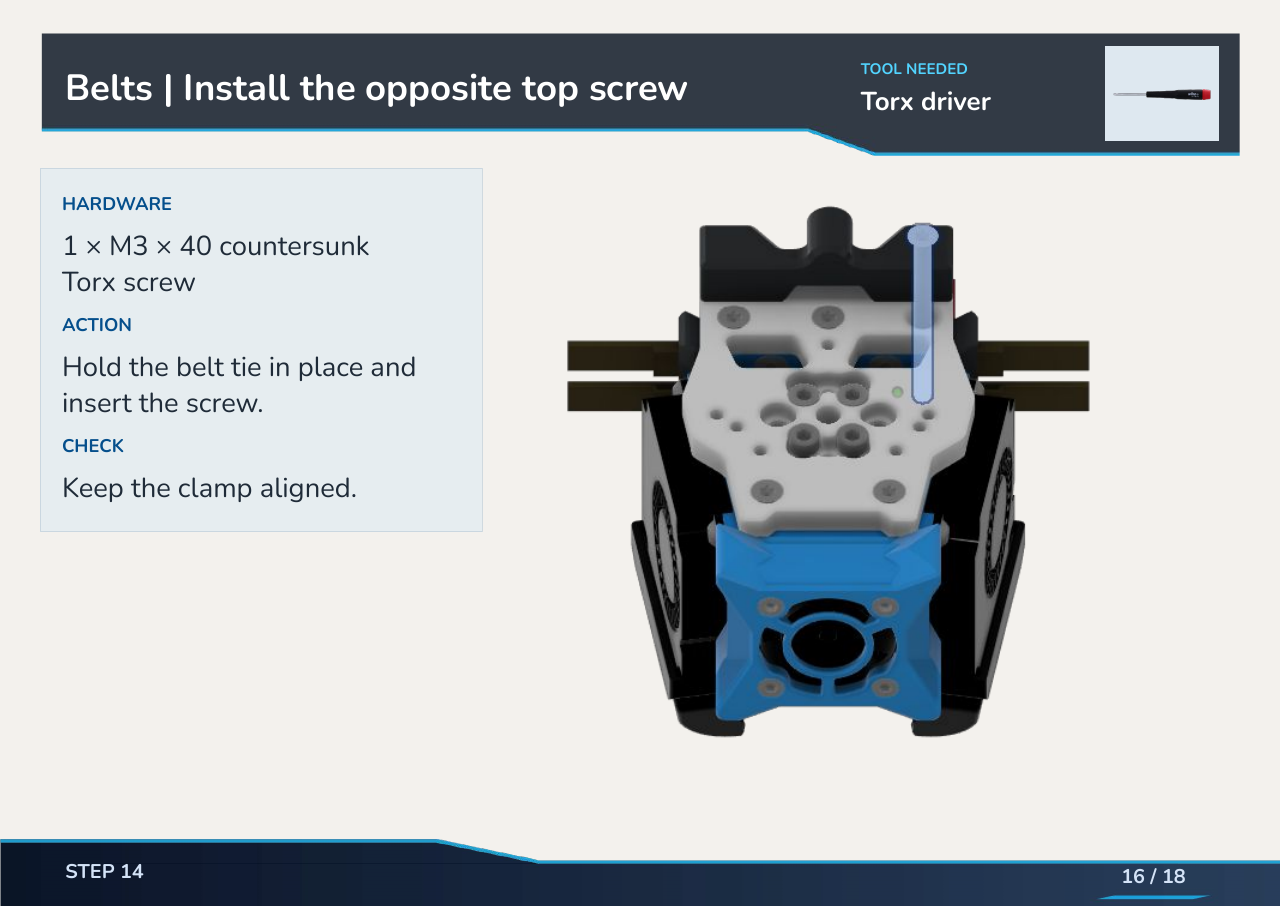 Belts | Install the opposite top screw
TOOL NEEDED
Torx driver
HARDWARE
1 × M3 × 40 countersunk
Torx screw
ACTION
Hold the belt tie in place and
insert the screw.
CHECK
Keep the clamp aligned.
STEP 14
16 / 18